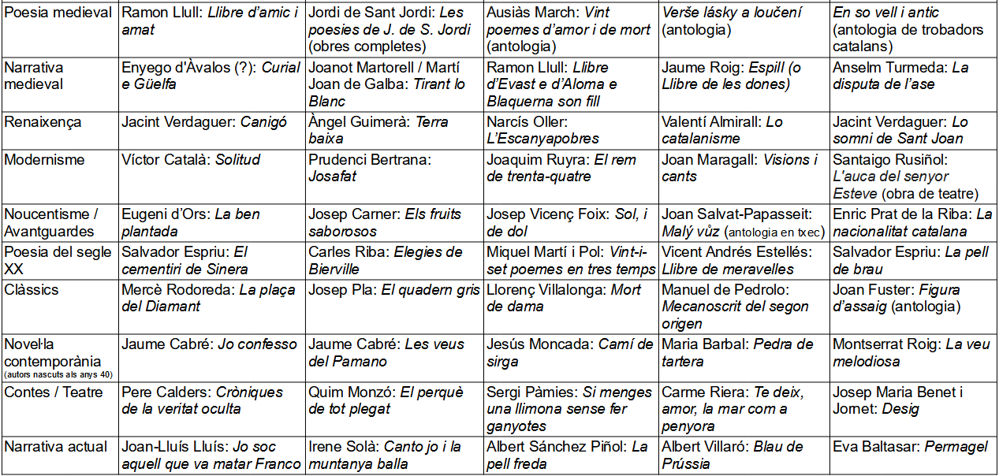 Poesia medieval
Ramon Llull: Llibre d’amic i
amat
Jordi de Sant Jordi: Les
poesies de J. de S. Jordi
(obres completes)
Ausiàs March: Vint
poemes d’amor i de mort
(antologia)
Verše lásky a loučení
(antologia)
En so vell i antic
(antologia de trobadors
catalans)
Narrativa
medieval
Enyego d'Àvalos (?): Curial
e Güelfa
Joanot Martorell / Martí
Joan de Galba: Tirant lo
Blanc
Ramon Llull: Llibre
d’Evast e d’Aloma e
Blaquerna son fill
Jaume Roig: Espill (o
Llibre de les dones)
Anselm Turmeda: La
disputa de l’ase
Renaixença
Jacint Verdaguer: Canigó
Àngel Guimerà: Terra
baixa
Narcís Oller:
L’Escanyapobres
Valentí Almirall: Lo
catalanisme
Jacint Verdaguer: Lo
somni de Sant Joan
Modernisme
Víctor Català: Solitud
Prudenci Bertrana:
Josafat
Joaquim Ruyra: El rem
de trenta-quatre
Joan Maragall: Visions i
cants
Santaigo Rusiñol:
L'auca del senyor
Esteve (obra de teatre)
Noucentisme /
Avantguardes
Eugeni d’Ors: La ben
plantada
Josep Carner: Els fruits
saborosos
Josep Vicenç Foix: Sol, i
de dol
Joan Salvat-Papasseit:
Malý vůz (antologia en txec)
Enric Prat de la Riba: La
nacionalitat catalana
Poesia del segle
XX
Salvador Espriu: El
cementiri de Sinera
Carles Riba: Elegies de
Bierville
Miquel Martí i Pol: Vint-i-
set poemes en tres temps
Vicent Andrés Estellés:
Llibre de meravelles
Salvador Espriu: La pell
de brau
Clàssics
Mercè Rodoreda: La plaça
del Diamant
Josep Pla: El quadern gris
Llorenç Villalonga: Mort
de dama
Manuel de Pedrolo:
Mecanoscrit del segon
origen
Joan Fuster: Figura
d’assaig (antologia)
Novel·la
contemporània
(autors nascuts als anys 40)
Jaume Cabré: Jo confesso
Jaume Cabré: Les veus
del Pamano
Jesús Moncada: Camí de
sirga
Maria Barbal: Pedra de
tartera
Montserrat Roig: La veu
melodiosa
Contes / Teatre
Pere Calders: Cròniques
de la veritat oculta
Quim Monzó: El perquè
de tot plegat
Sergi Pàmies: Si menges
una llimona sense fer
ganyotes
Carme Riera: Te deix,
amor, la mar com a
penyora
Josep Maria Benet i
Jornet: Desig
Narrativa actual
Joan-Lluís Lluís: Jo soc
aquell que va matar Franco
Irene Solà: Canto jo i la
muntanya balla
Albert Sánchez Piñol: La
pell freda
Albert Villaró: Blau de
Prússia
Eva Baltasar: Permagel